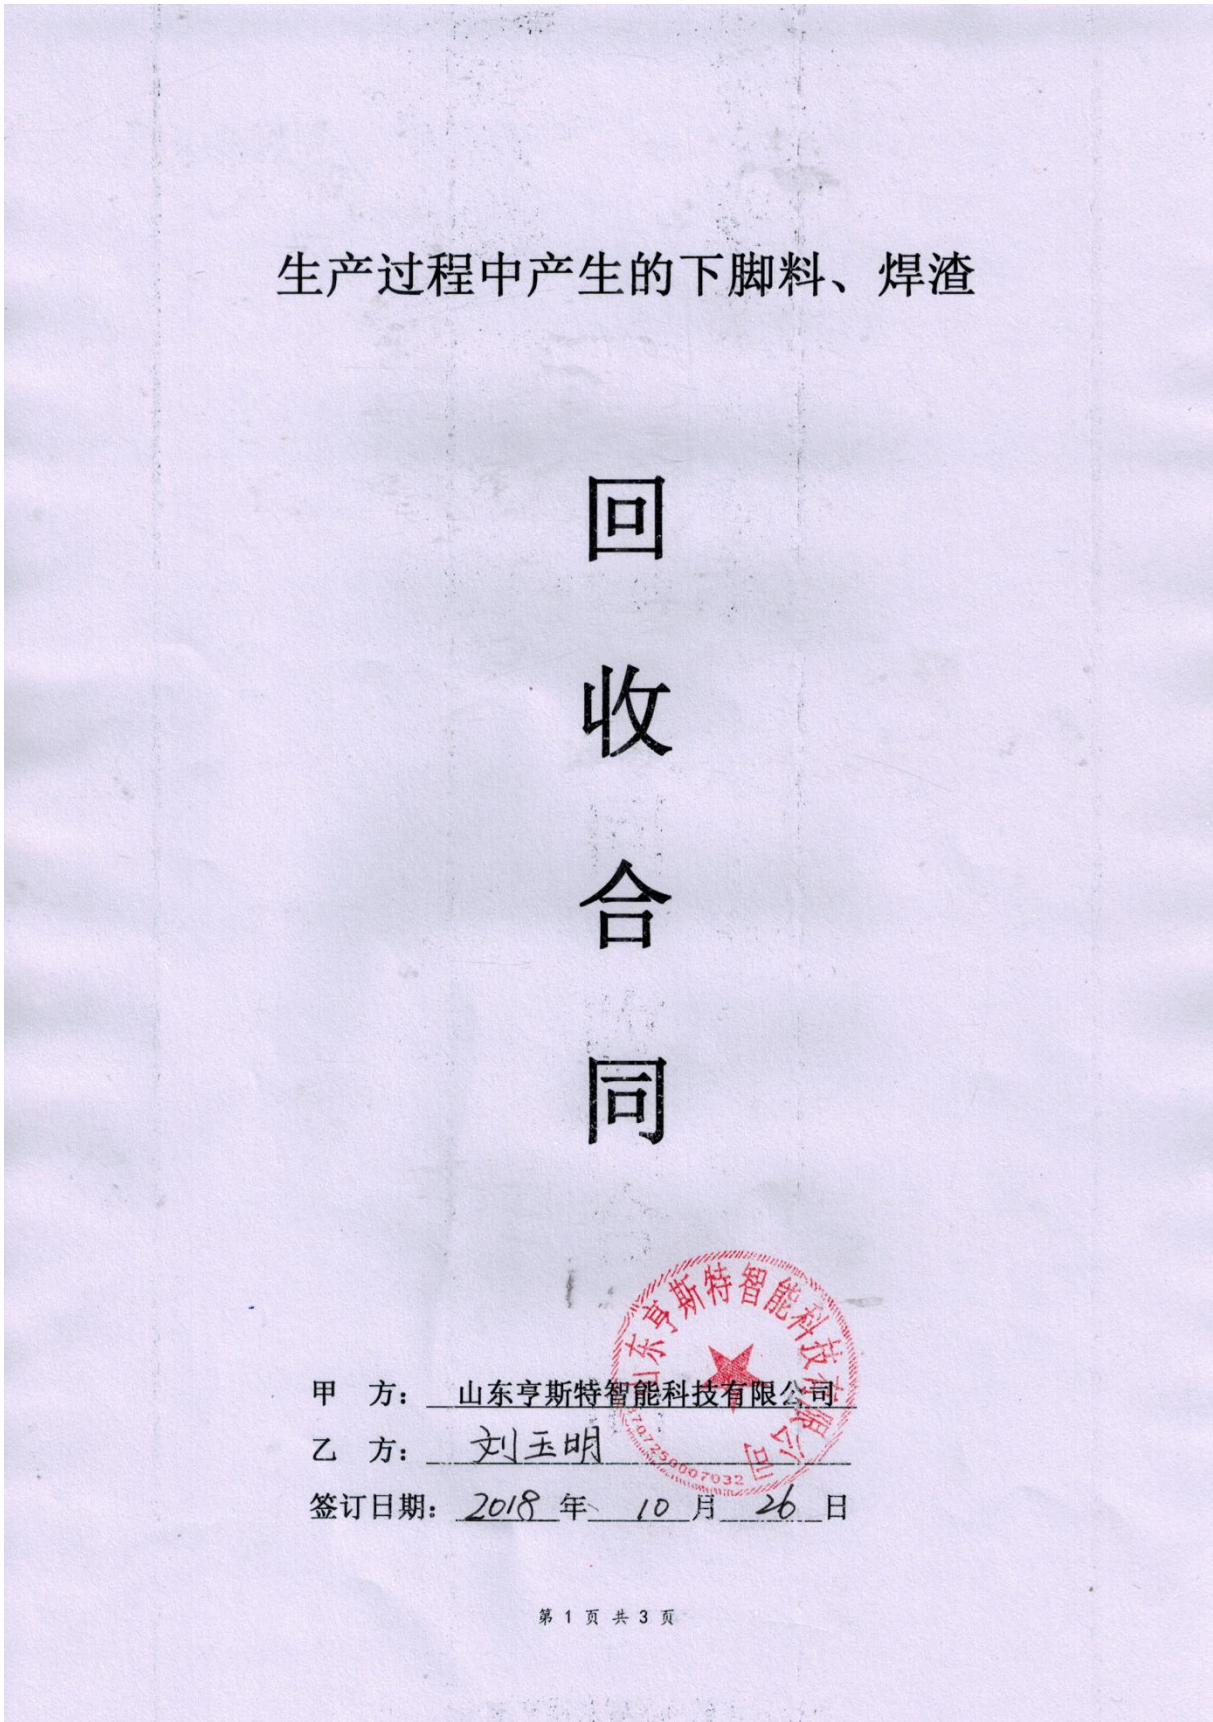 生产过程中产生的下脚料、焊渣
回
收
合
同
山东亨斯特智能科技有限公司
3707250007032
甲 方： 山东亨斯特智能科技有限公司
乙 方： 刘玉明
签订日期： 2018 年 10 月 26 日
第 1 页 共 3 页